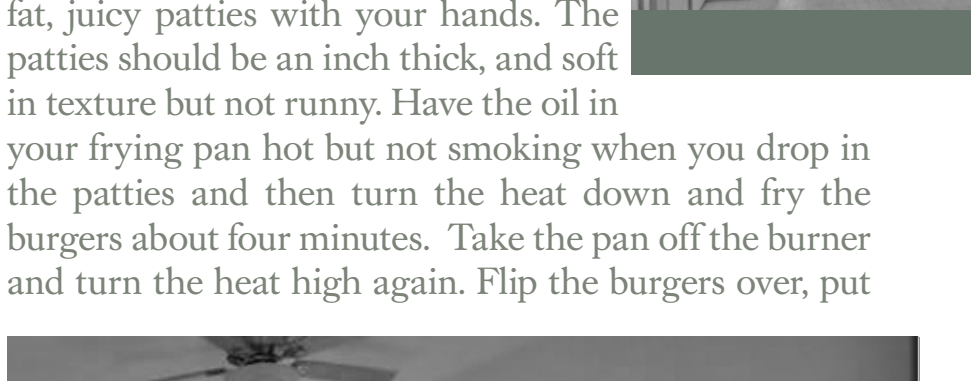 fat, juicy patties with your hands. The
patties should be an inch thick, and soft
in texture but not runny. Have the oil in
your frying pan hot but not smoking when you drop in
the patties and then turn the heat down and fry the
burgers about four minutes.  Take the pan off the burner
and turn the heat high again. Flip the burgers over, put